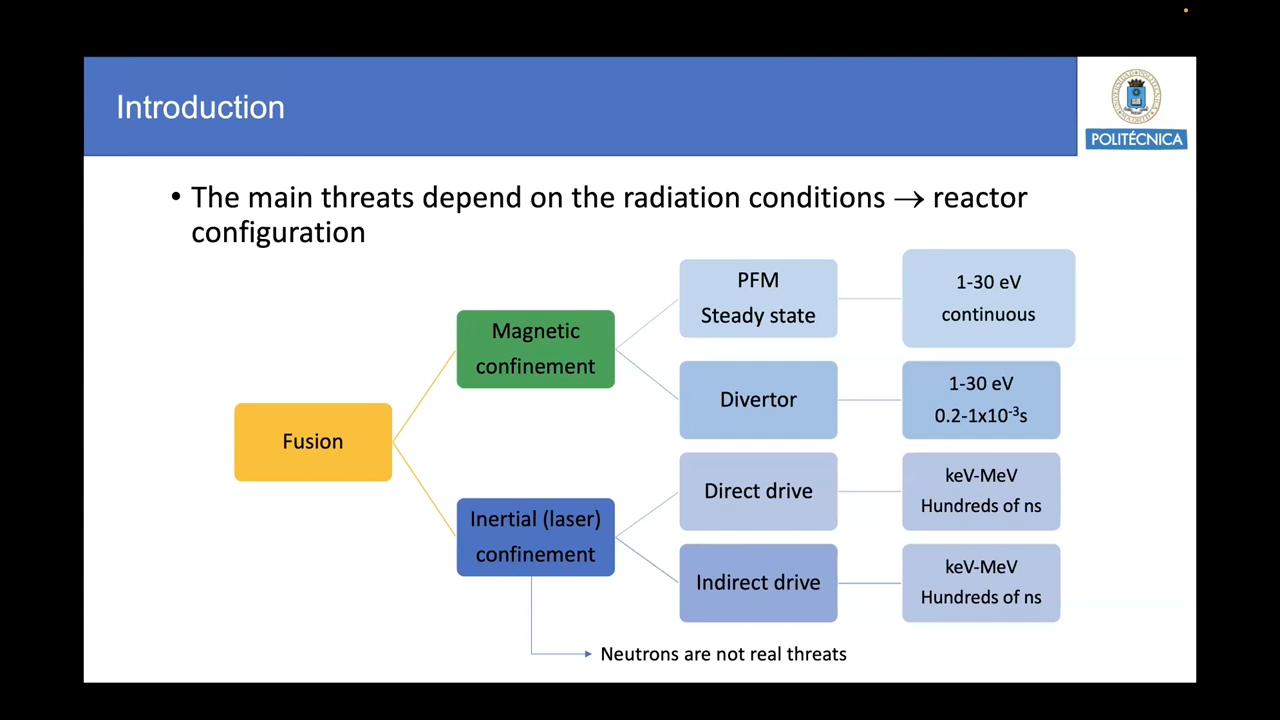 Introduction
POLITÉCNICA
• The main threats depend on the radiation conditions → reactor
configuration
Fusion
Magnetic
confinement
Inertial (laser)
confinement
PFM
Steady state
1-30 eV
continuous
Divertor
1-30 eV
0.2-1x10⁻³s
Direct drive
keV-MeV
Hundreds of ns
Indirect drive
keV-MeV
Hundreds of ns
Neutrons are not real threats